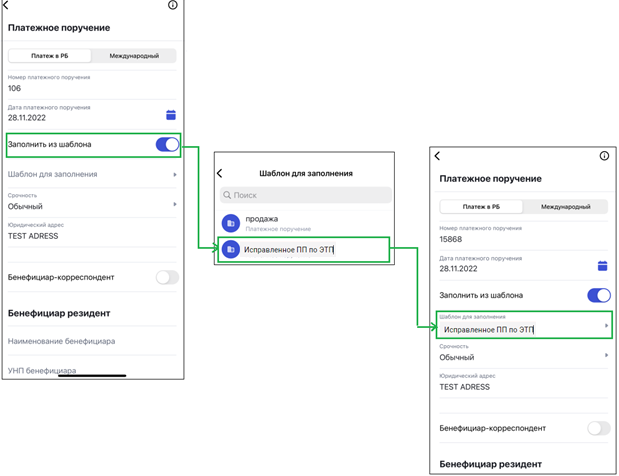 Платежное поручение
Платеж в РБ
Международный
Номер платежного поручения
106
Дата платежного поручения
28.11.2022
Заполнить из шаблона
Шаблон для заполнения
Срочность
Обычный
Юридический адрес
TEST ADRESS
Бенефициар-корреспондент
Бенефициар резидент
Наименование бенефициара
УНП бенефициара
Шаблон для заполнения
Поиск
продажа
Платежное поручение
Исправленное ПП по ЭТП
Платежное поручение
Платеж в РБ
Международный
Номер платежного поручения
15868
Дата платежного поручения
28.11.2022
Заполнить из шаблона
Шаблон для заполнения
Исправленное ПП по ЭТП
Срочность
Обычный
Юридический адрес
TEST ADRESS
Бенефициар-корреспондент
Бенефициар резидент